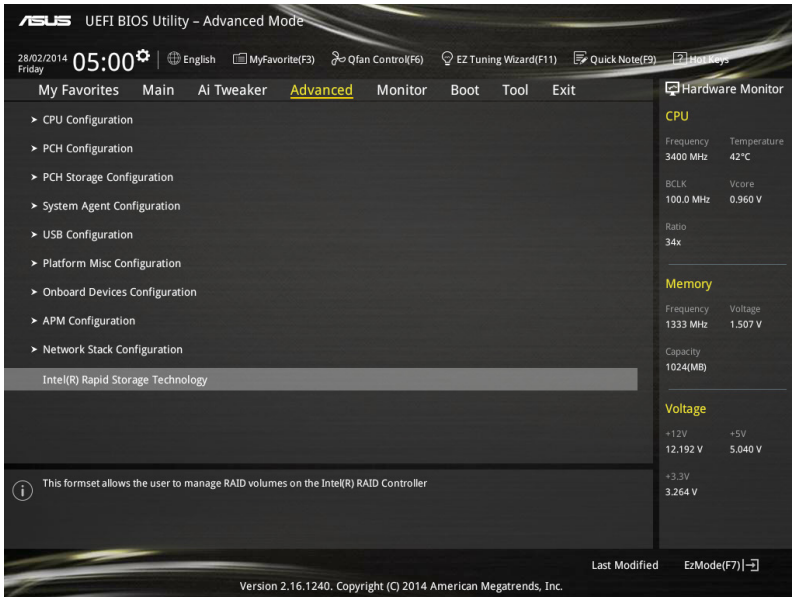 ASUS UEFI BIOS Utility – Advanced Mode
28/02/2014 Friday 05:00 English MyFavorite(F3) Qfan Control(F6) EZ Tuning Wizard(F11) Quick Note(F9) ? Hot Keys
My Favorites Main Ai Tweaker Advanced Monitor Boot Tool Exit
> CPU Configuration
> PCH Configuration
> PCH Storage Configuration
> System Agent Configuration
> USB Configuration
> Platform Misc Configuration
> Onboard Devices Configuration
> APM Configuration
> Network Stack Configuration
Intel(R) Rapid Storage Technology
i This formset allows the user to manage RAID volumes on the Intel(R) RAID Controller
Hardware Monitor
CPU
Frequency Temperature
3400 MHz 42°C
BCLK Vcore
100.0 MHz 0.960 V
Ratio
34x
Memory
Frequency Voltage
1333 MHz 1.507 V
Capacity
1024(MB)
Voltage
+12V +5V
12.192 V 5.040 V
+3.3V
3.264 V
Last Modified EzMode(F7)
Version 2.16.1240. Copyright (C) 2014 American Megatrends, Inc.